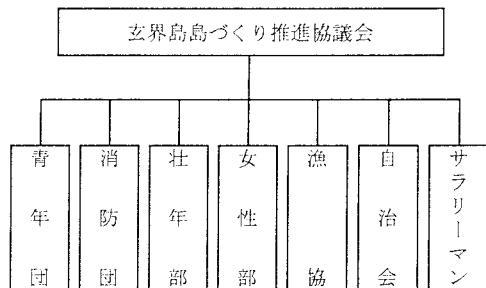 玄界島島づくり推進協議会
青年団
消防団
壮年部
女性部
漁協
自治会
サラリーマン